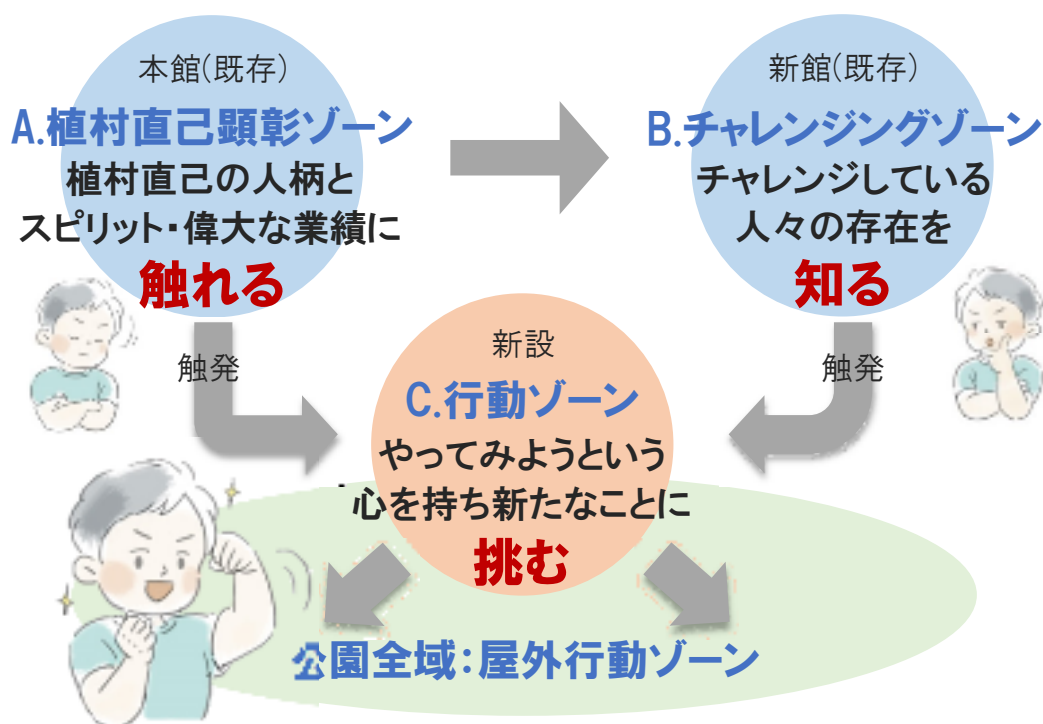 本館(既存)
A.植村直己顕彰ゾーン
植村直己の人柄と
スピリット・偉大な業績に
触れる
新館(既存)
B.チャレンジングゾーン
チャレンジしている
人々の存在を
知る
触発
触発
新設
C.行動ゾーン
やってみようという
心を持ち新たなことに
挑む
公園全域:屋外行動ゾーン